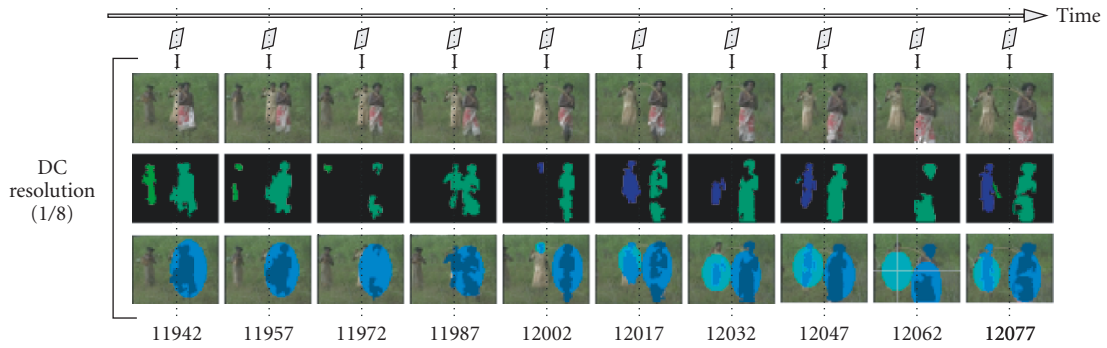 Time
I I I I I I I I I I
DC
resolution
(1/8)
11942 11957 11972 11987 12002 12017 12032 12047 12062 12077